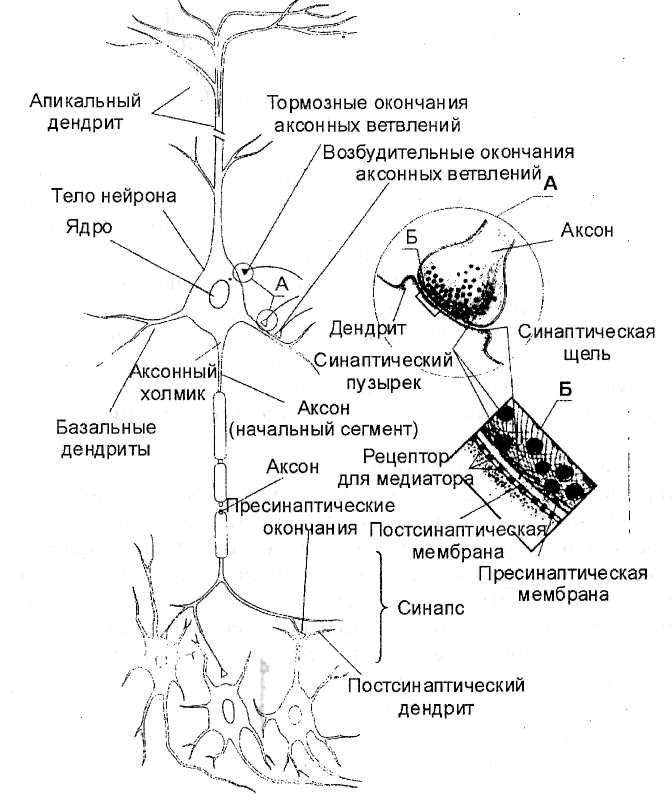 Апикальный
дендрит
Тормозные окончания
аксонных ветвлений
Возбудительные окончания
аксонных ветвлений
А
Тело нейрона
Ядро
Б
Аксон
А
Дендрит
Синаптическая
щель
Синаптический
пузырек
Аксонный
холмик
Б
Базальные
дендриты
Аксон
(начальный сегмент)
Аксон
Рецептор
для медиатора
Пресинаптические
окончания
Постсинаптическая
мембрана
Пресинаптическая
мембрана
Синапс
Постсинаптический
дендрит